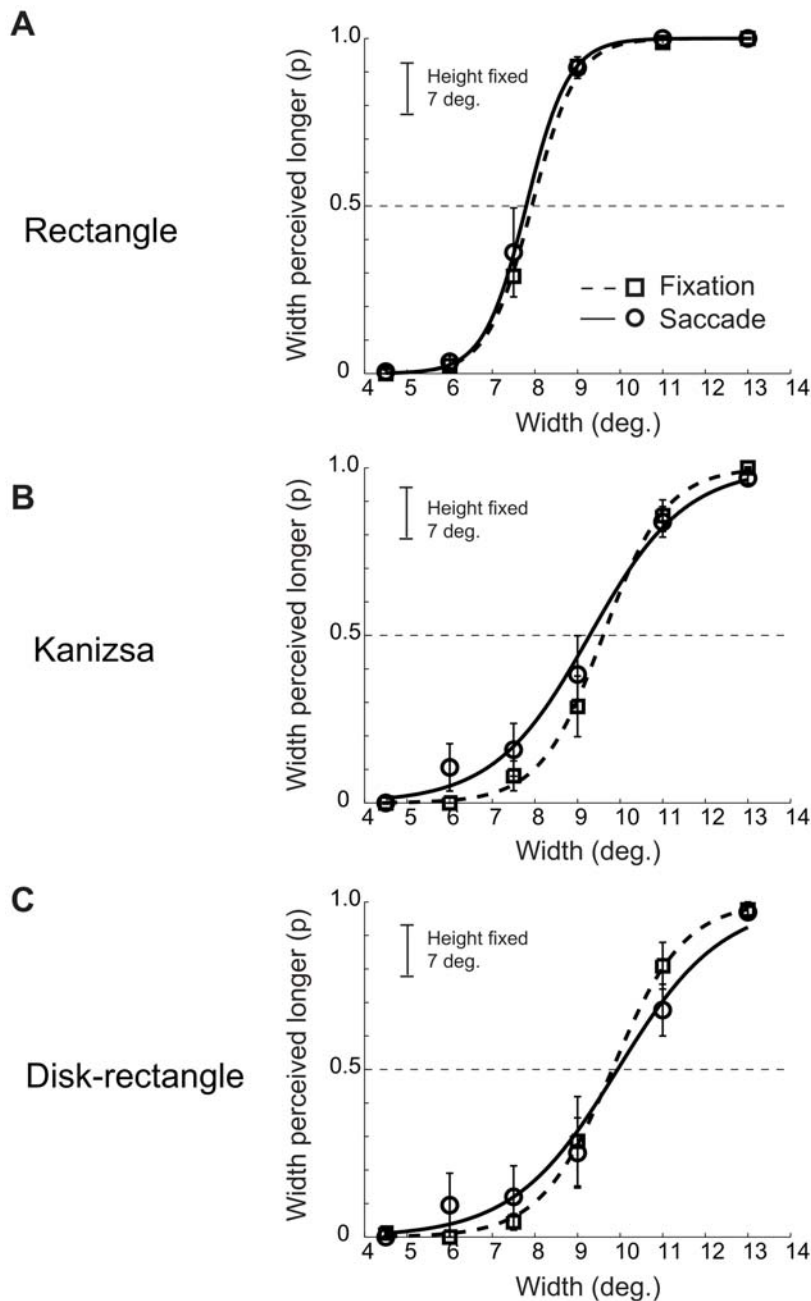 A
Rectangle
Width perceived longer (p)
1.0
0.5
0
Height fixed
7 deg.
Fixation
Saccade
4 5 6 7 8 9 10 11 12 13 14
Width (deg.)
B
Kanizsa
Width perceived longer (p)
1.0
0.5
0
Height fixed
7 deg.
4 5 6 7 8 9 10 11 12 13 14
Width (deg.)
C
Disk-rectangle
Width perceived longer (p)
1.0
0.5
0
Height fixed
7 deg.
4 5 6 7 8 9 10 11 12 13 14
Width (deg.)